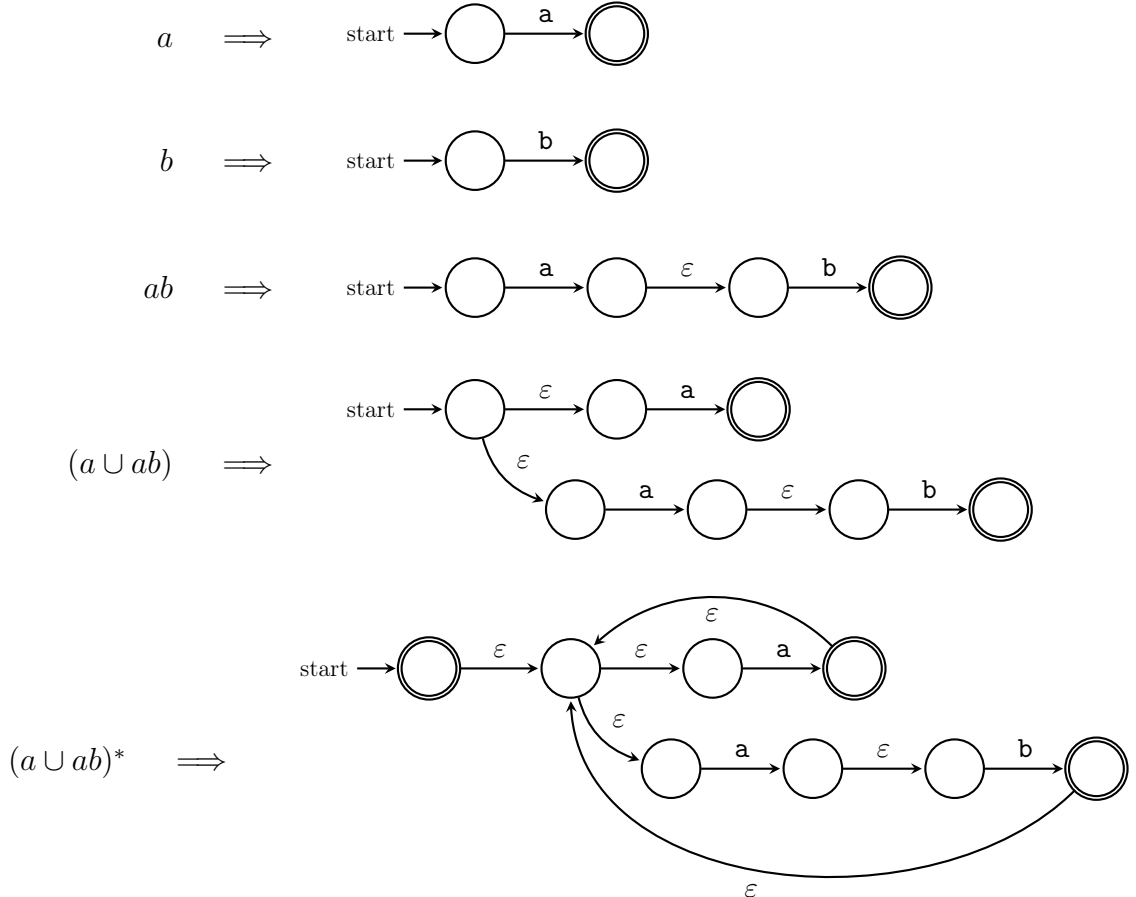 a ⟹ start a
b ⟹ start b
ab ⟹ start a ε b
start ε a
(a ∪ ab) ⟹ ε
a ε b
ε
start ε ε a
ε
(a ∪ ab)* ⟹ a ε b
ε